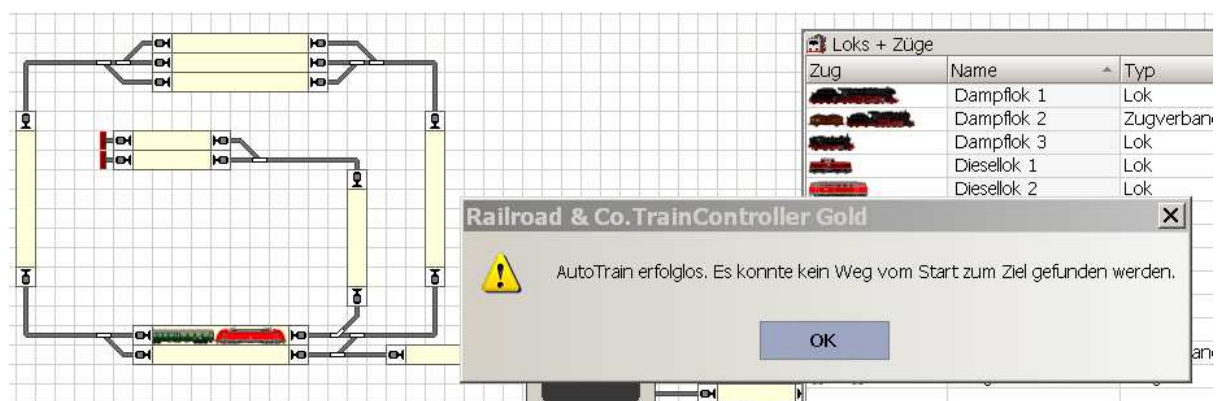 Loks + Züge
Zug Name Typ
Dampflok 1 Lok
Dampflok 2 Zugverban
Dampflok 3 Lok
Diesellok 1 Lok
Diesellok 2 Lok
Railroad & Co.TrainController Gold
AutoTrain erfolglos. Es konnte kein Weg vom Start zum Ziel gefunden werden.
OK